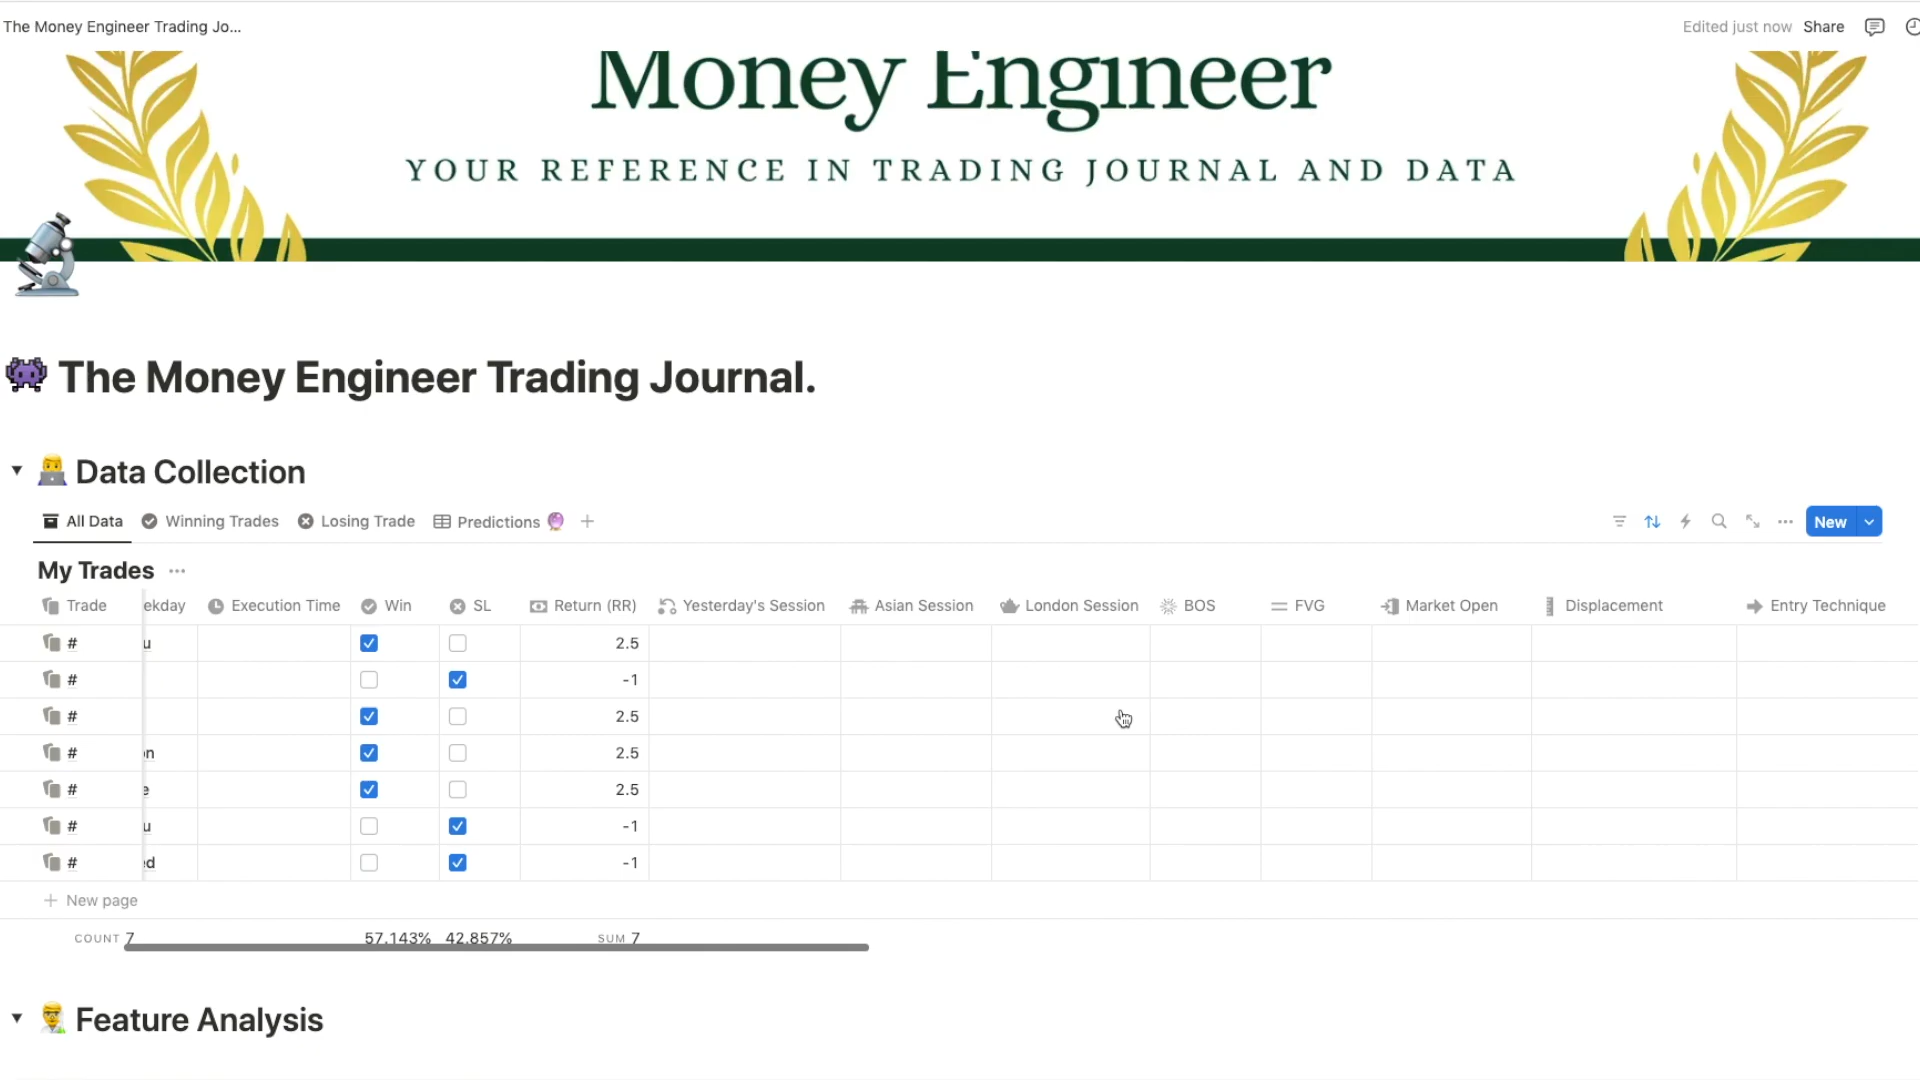 The Money Engineer Trading Jo...
Edited just now Share
Money Engineer
YOUR REFERENCE IN TRADING JOURNAL AND DATA
The Money Engineer Trading Journal.
Data Collection
All Data Winning Trades Losing Trade Predictions
New
My Trades
Trade ekday Execution Time Win SL Return (RR) Yesterday's Session Asian Session London Session BOS FVG Market Open Displacement Entry Technique
# u 2.5
# -1
# 2.5
# on 2.5
# e 2.5
# u -1
# ed -1
New page
COUNT 7 57.143% 42.857% SUM 7
Feature Analysis